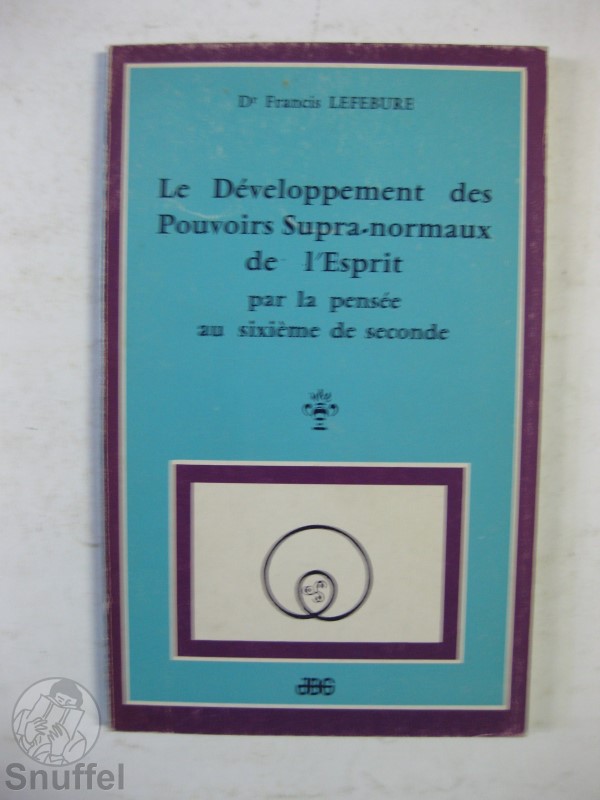 Dr Francis LEFEBURE
Le Développement des
Pouvoirs Supra-normaux
de l'Esprit
par la pensée
au sixième de seconde
Snuffel